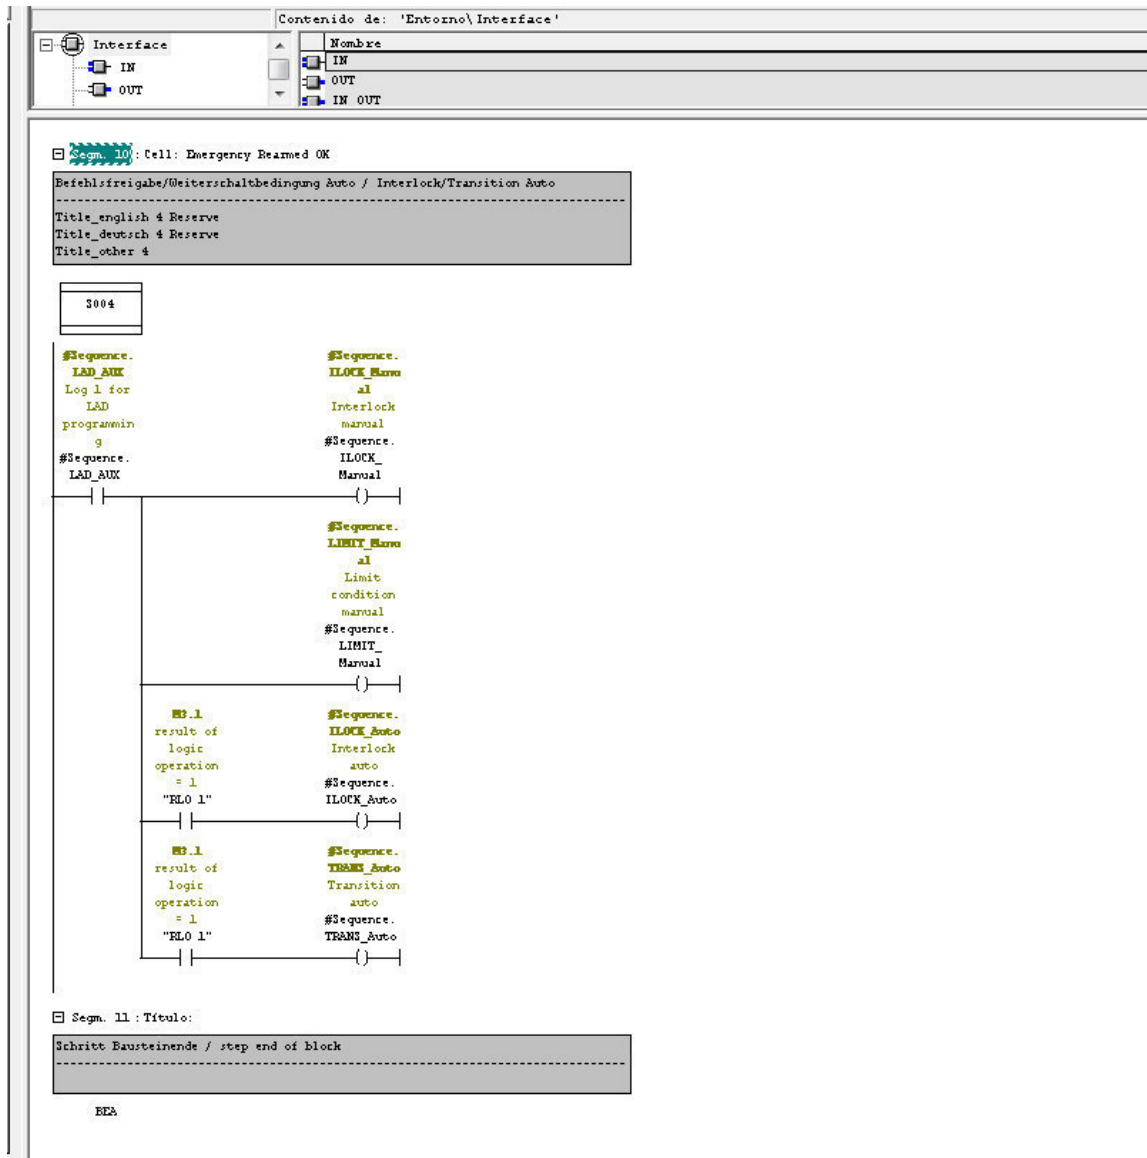 Contenido de: 'Entorno\Interface'
Interface
IN
OUT
Nombre
IN
OUT
IN OUT
Segm. 10: Cell: Emergency Rearmed OK
Befehlsfreigabe/Weiterschaltbedingung Auto / Interlock/Transition Auto
--------------------------------------------------------------------------------
Title_english 4 Reserve
Title_deutsch 4 Reserve
Title_other 4
S004
#Sequence.
LAD_AUX
Log 1 for
LAD
programmin
g
#Sequence.
LAD_AUX
#Sequence.
ILOCK_Manu
al
Interlock
manual
#Sequence.
ILOCK_
Manual
#Sequence.
LIMIT_Manu
al
Limit
condition
manual
#Sequence.
LIMIT_
Manual
M3.1
result of
logic
operation
= 1
"RLO 1"
#Sequence.
ILOCK_Auto
Interlock
auto
#Sequence.
ILOCK_Auto
M3.1
result of
logic
operation
= 1
"RLO 1"
#Sequence.
TRANS_Auto
Transition
auto
#Sequence.
TRANS_Auto
Segm. 11 : Título:
Schritt Bausteinende / step end of block
--------------------------------------------------------------------------------
BEA